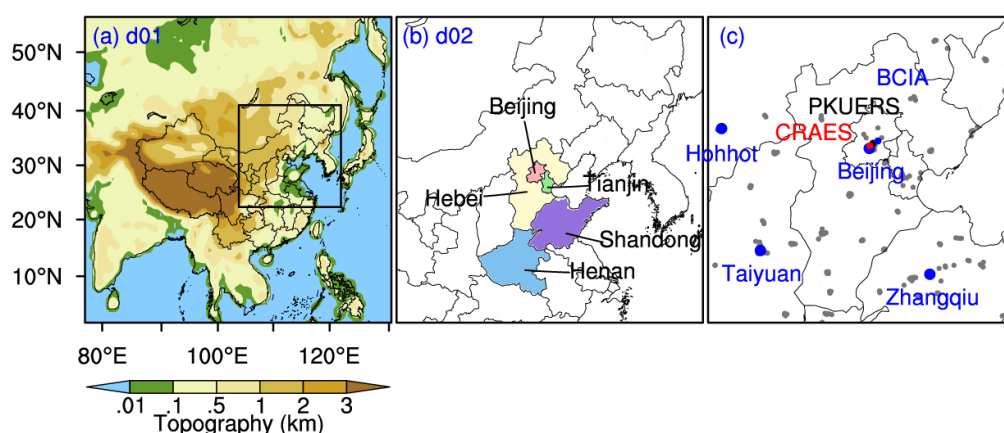 (a) d01
50°N
40°N
30°N
20°N
10°N
80°E
100°E
120°E
.01
.1
.5
1
2
3
Topography (km)
(b) d02
Beijing
Tianjin
Hebei
Shandong
Henan
(c)
BCIA
PKUERS
CRAES
Hohhot
Beijing
Taiyuan
Zhangqiu